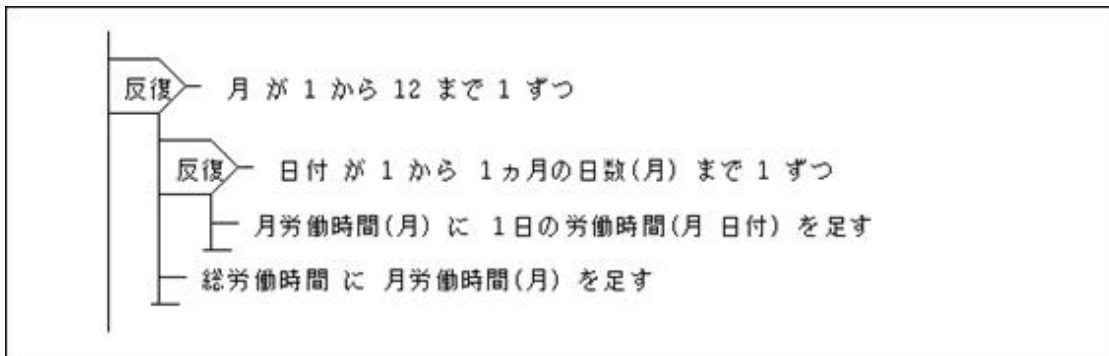 反復 月 が 1 から 12 まで 1 ずつ
反復 日付 が 1 から 1ヵ月の日数(月) まで 1 ずつ
月労働時間(月) に 1日の労働時間(月 日付) を足す
総労働時間 に 月労働時間(月) を足す